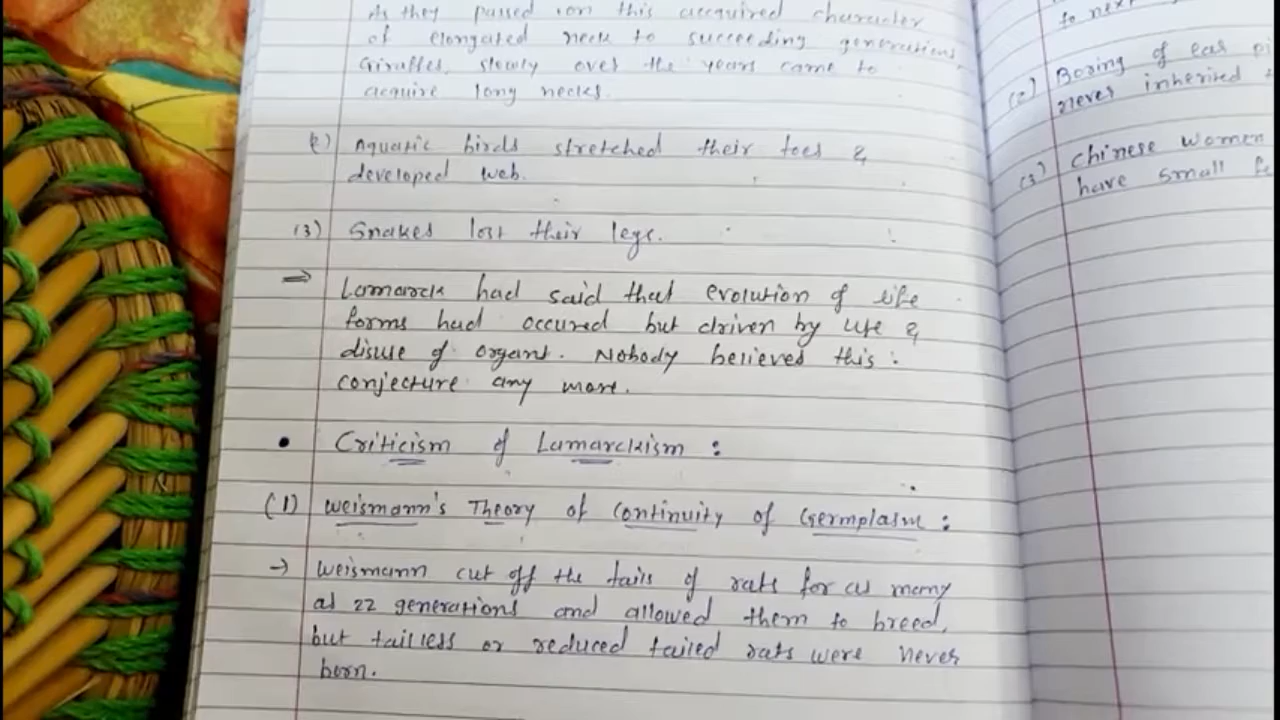 As they passed on this accquired character
of elongated neck to succeeding generations,
Giraffes, slowly over the years came to
acquire long necks.
Aquatic birds stretched their toes &
developed web.
(3) Snakes lost their legs.
⇒ Lamarck had said that evolution of life
forms had occured but driven by use &
disuse of organs. Nobody believes this
conjecture any more.
• Criticism of Lamarckism :
(1) Weismann's Theory of Continuity of Germplasm :
→ Weismann cut off the tails of rats for as many
as 22 generations and allowed them to breed,
but tailless or reduced tailed rats were never
born.
to next
(2) Boring of ear
never inherited
(3) Chinese women
have small